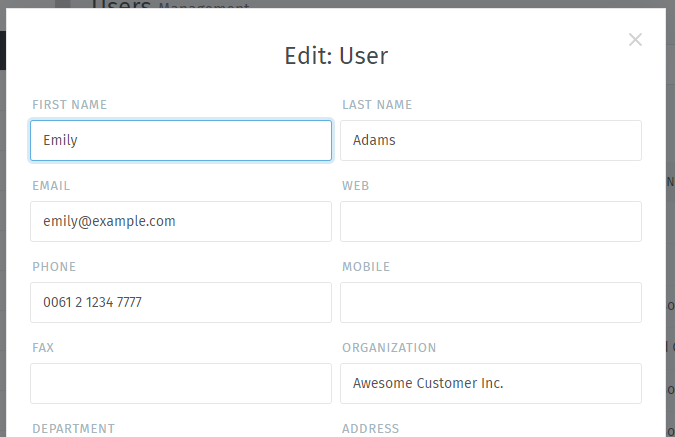 Users Management
Edit: User
FIRST NAME
LAST NAME
Emily
Adams
EMAIL
WEB
emily@example.com
PHONE
MOBILE
0061 2 1234 7777
FAX
ORGANIZATION
Awesome Customer Inc.
DEPARTMENT
ADDRESS